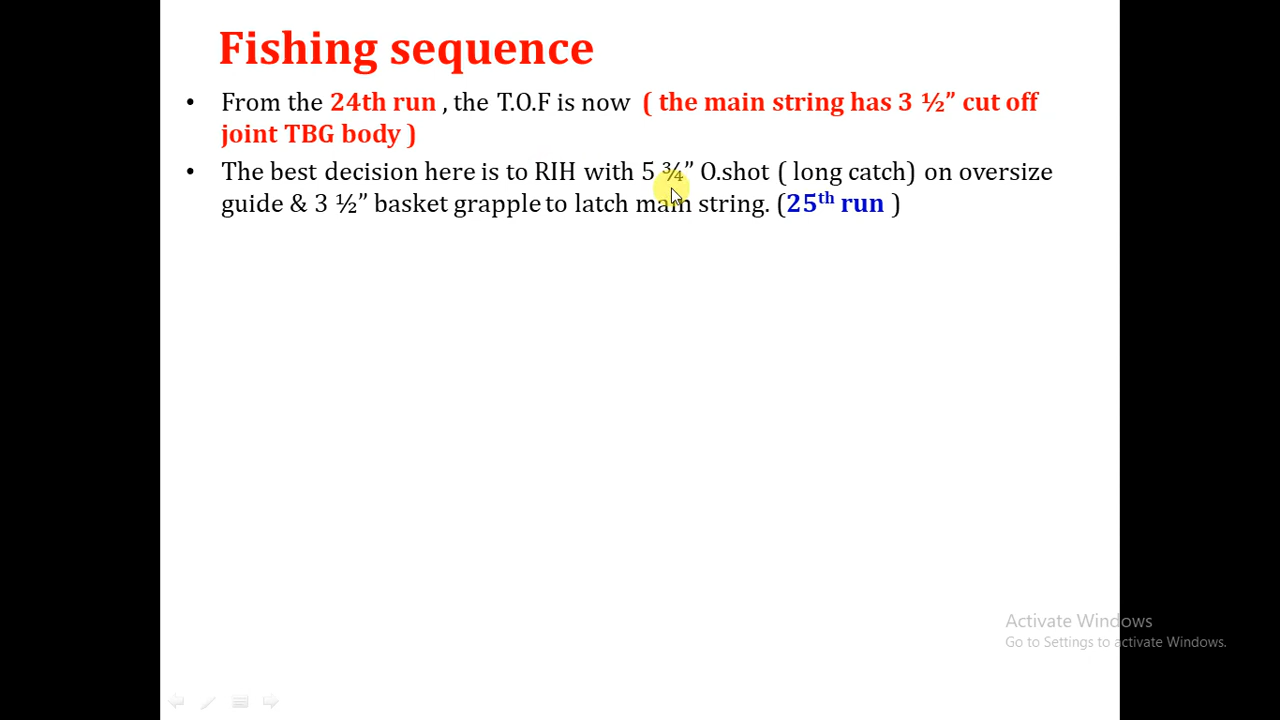 Fishing sequence
• From the 24th run , the T.O.F is now ( the main string has 3 ½” cut off
joint TBG body )
• The best decision here is to RIH with 5 ¾” O.shot ( long catch) on oversize
guide & 3 ½” basket grapple to latch main string. (25th run )
Activate Windows
Go to Settings to activate Windows.